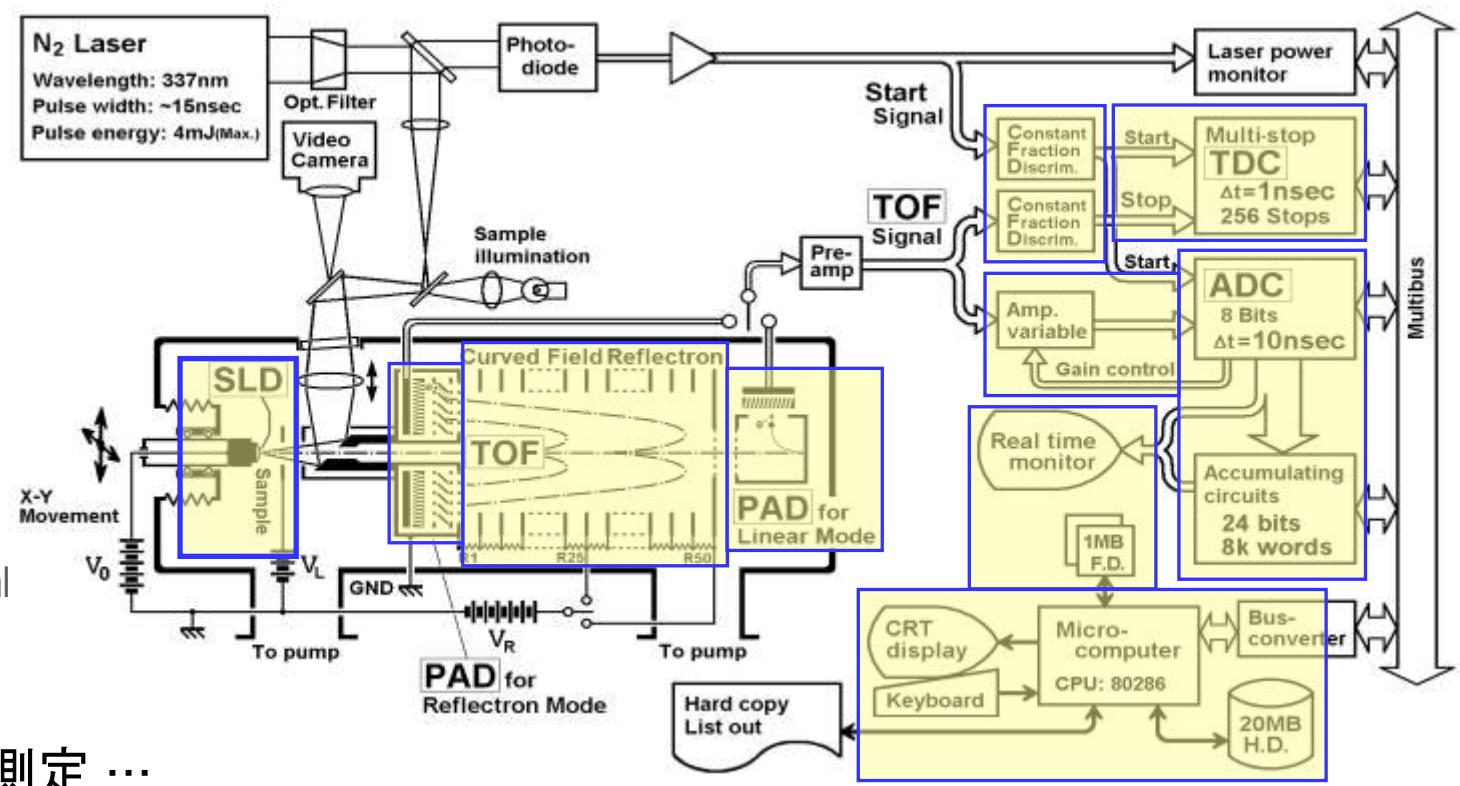 N₂ Laser
Wavelength: 337nm
Pulse width: ~15nsec
Pulse energy: 4mJ(Max.)
Opt. Filter
Photo-
diode
Laser power
monitor
Video
Camera
Start
Signal
Constant
Fraction
Discrim.
Start
Multi-stop
TDC
Δt=1nsec
256 Stops
TOF
Signal
Constant
Fraction
Discrim.
Stop
Sample
illumination
Pre-
amp
Start
Amp.
variable
ADC
8 Bits
Δt=10nsec
Gain control
Multibus
SLD
Sample
Curved Field Reflectron
TOF
R1
R25
R50
PAD for
Linear Mode
Real time
monitor
Accumulating
circuits
24 bits
8k words
X-Y
Movement
V₀
V_L
GND
V_R
To pump
To pump
PAD for
Reflectron Mode
1MB
F.D.
CRT
display
Keyboard
Micro-
computer
CPU: 80286
Bus-
converter
Hard copy
List out
20MB
H.D.
測定 …